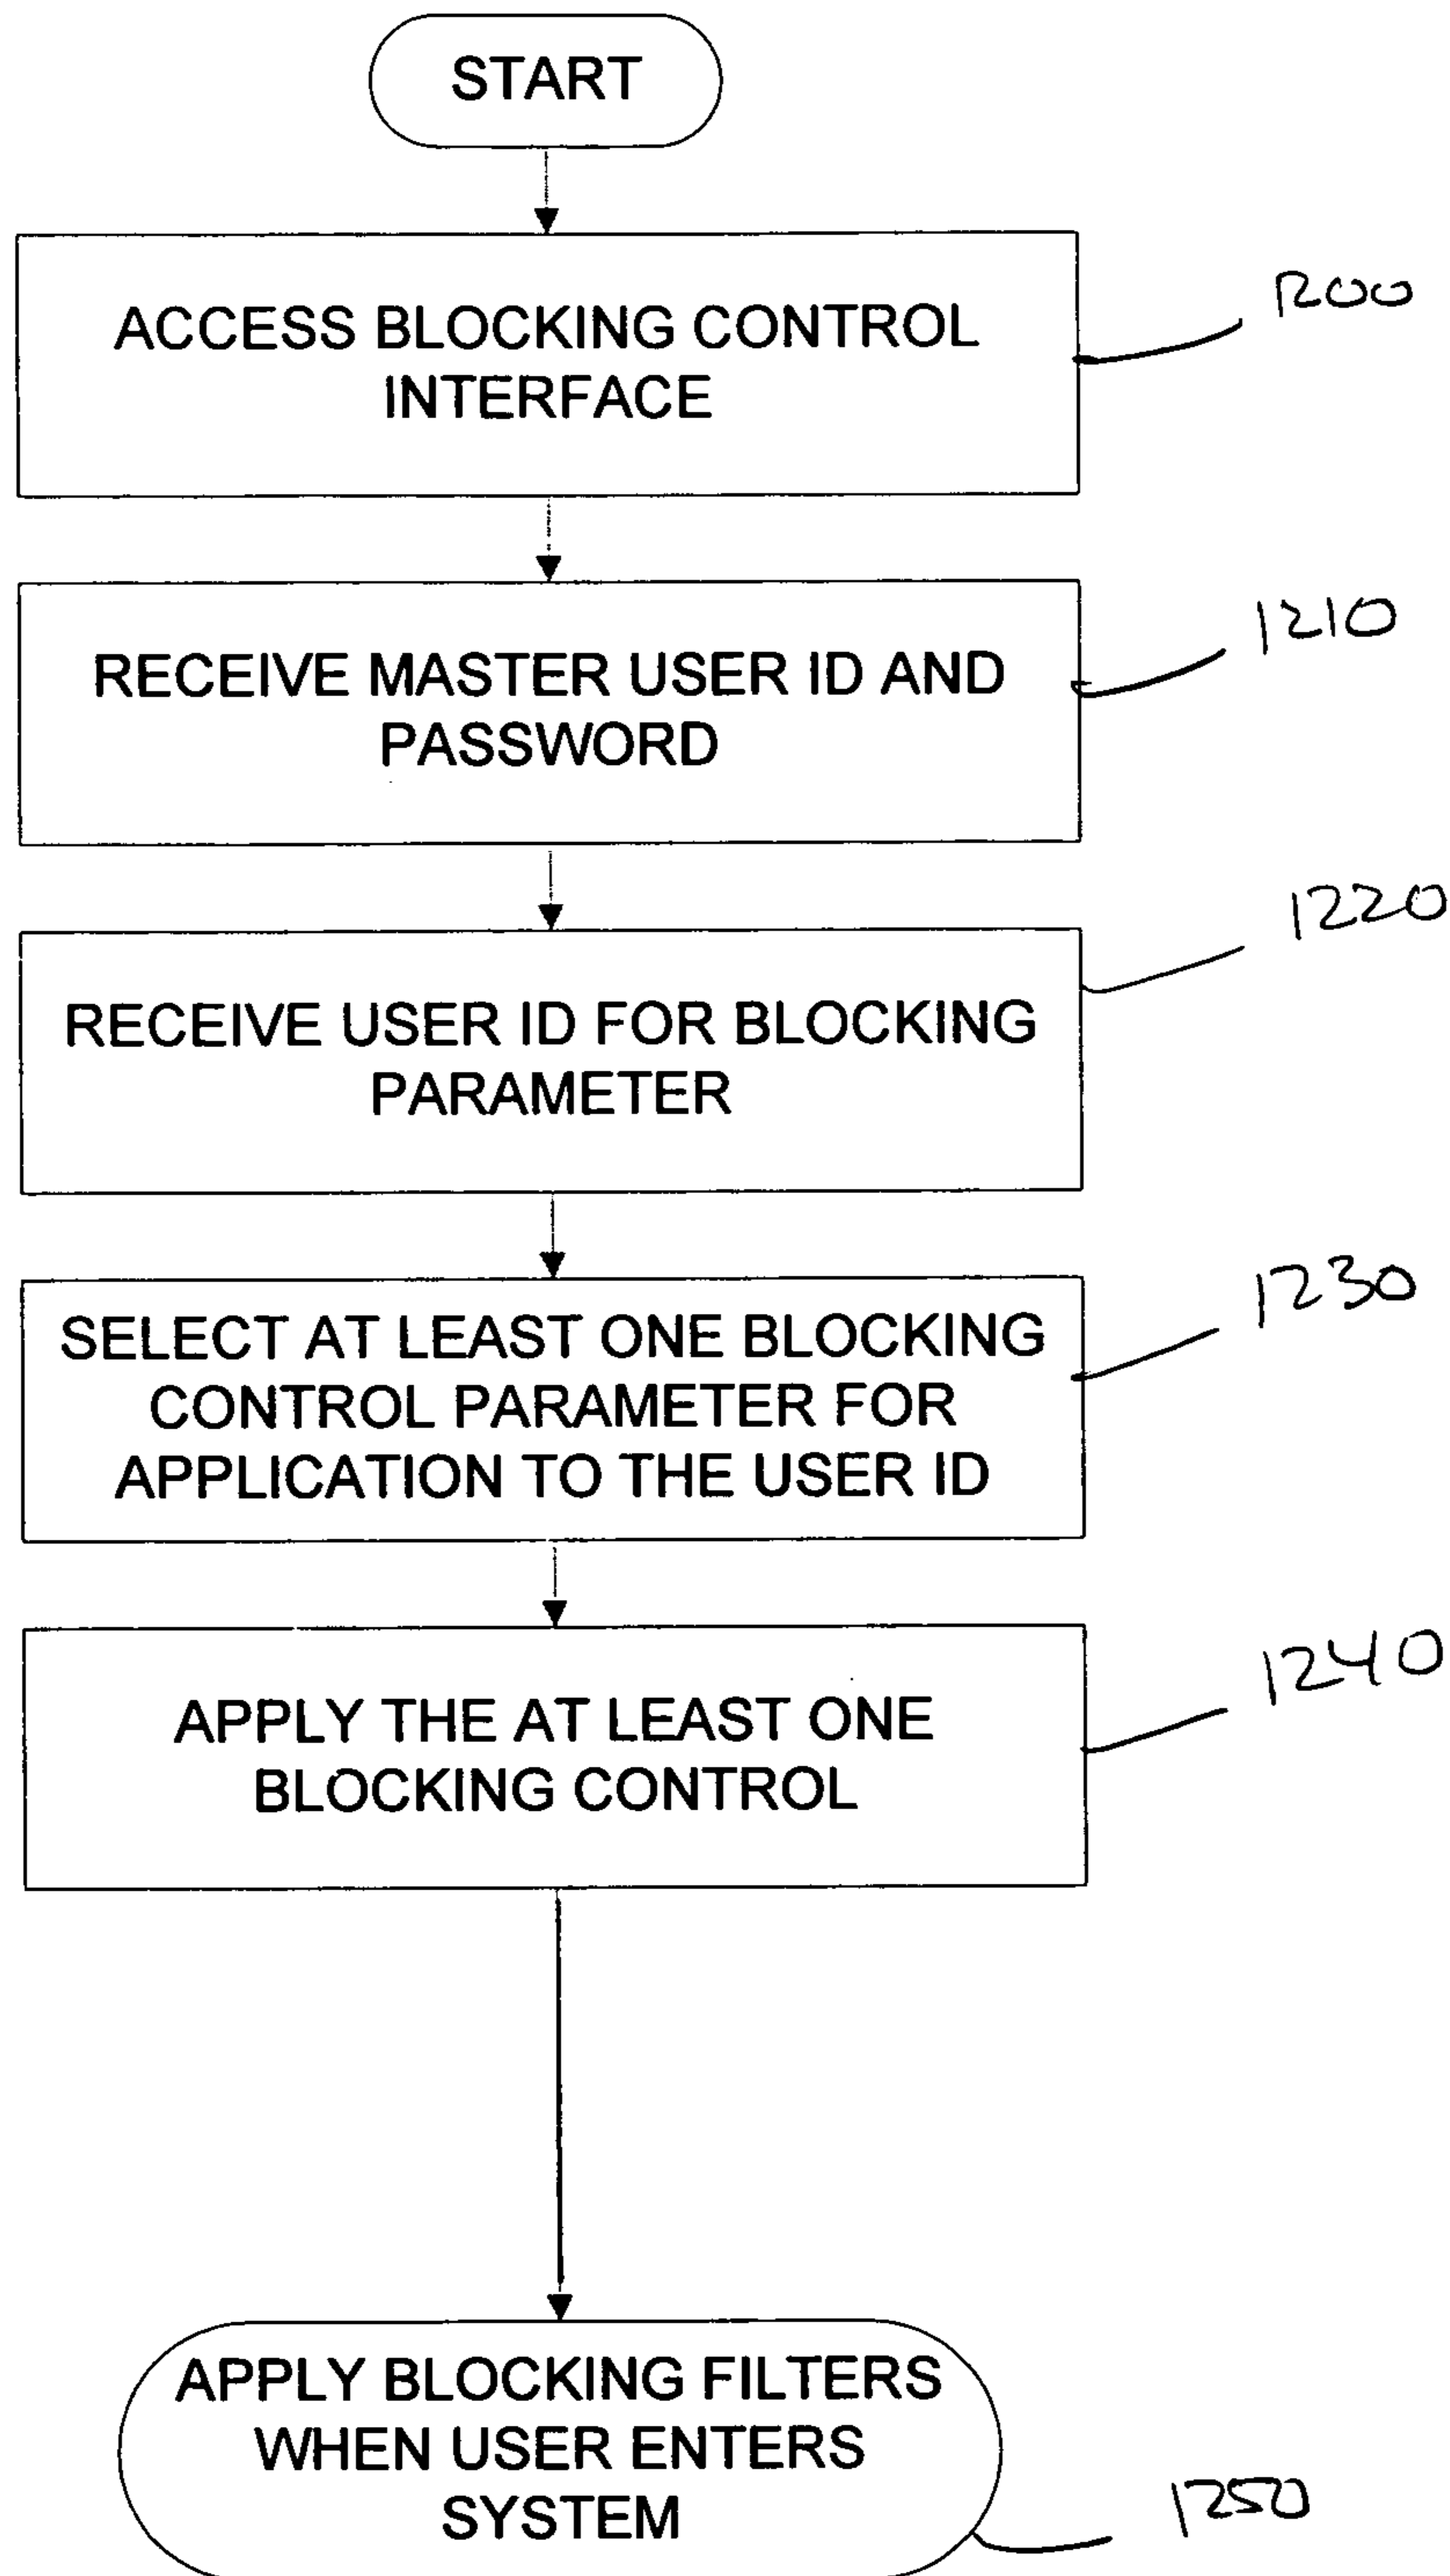 START
ACCESS BLOCKING CONTROL
INTERFACE
1200
RECEIVE MASTER USER ID AND
PASSWORD
1210
RECEIVE USER ID FOR BLOCKING
PARAMETER
1220
SELECT AT LEAST ONE BLOCKING
CONTROL PARAMETER FOR
APPLICATION TO THE USER ID
1230
APPLY THE AT LEAST ONE
BLOCKING CONTROL
1240
APPLY BLOCKING FILTERS
WHEN USER ENTERS
SYSTEM
1250